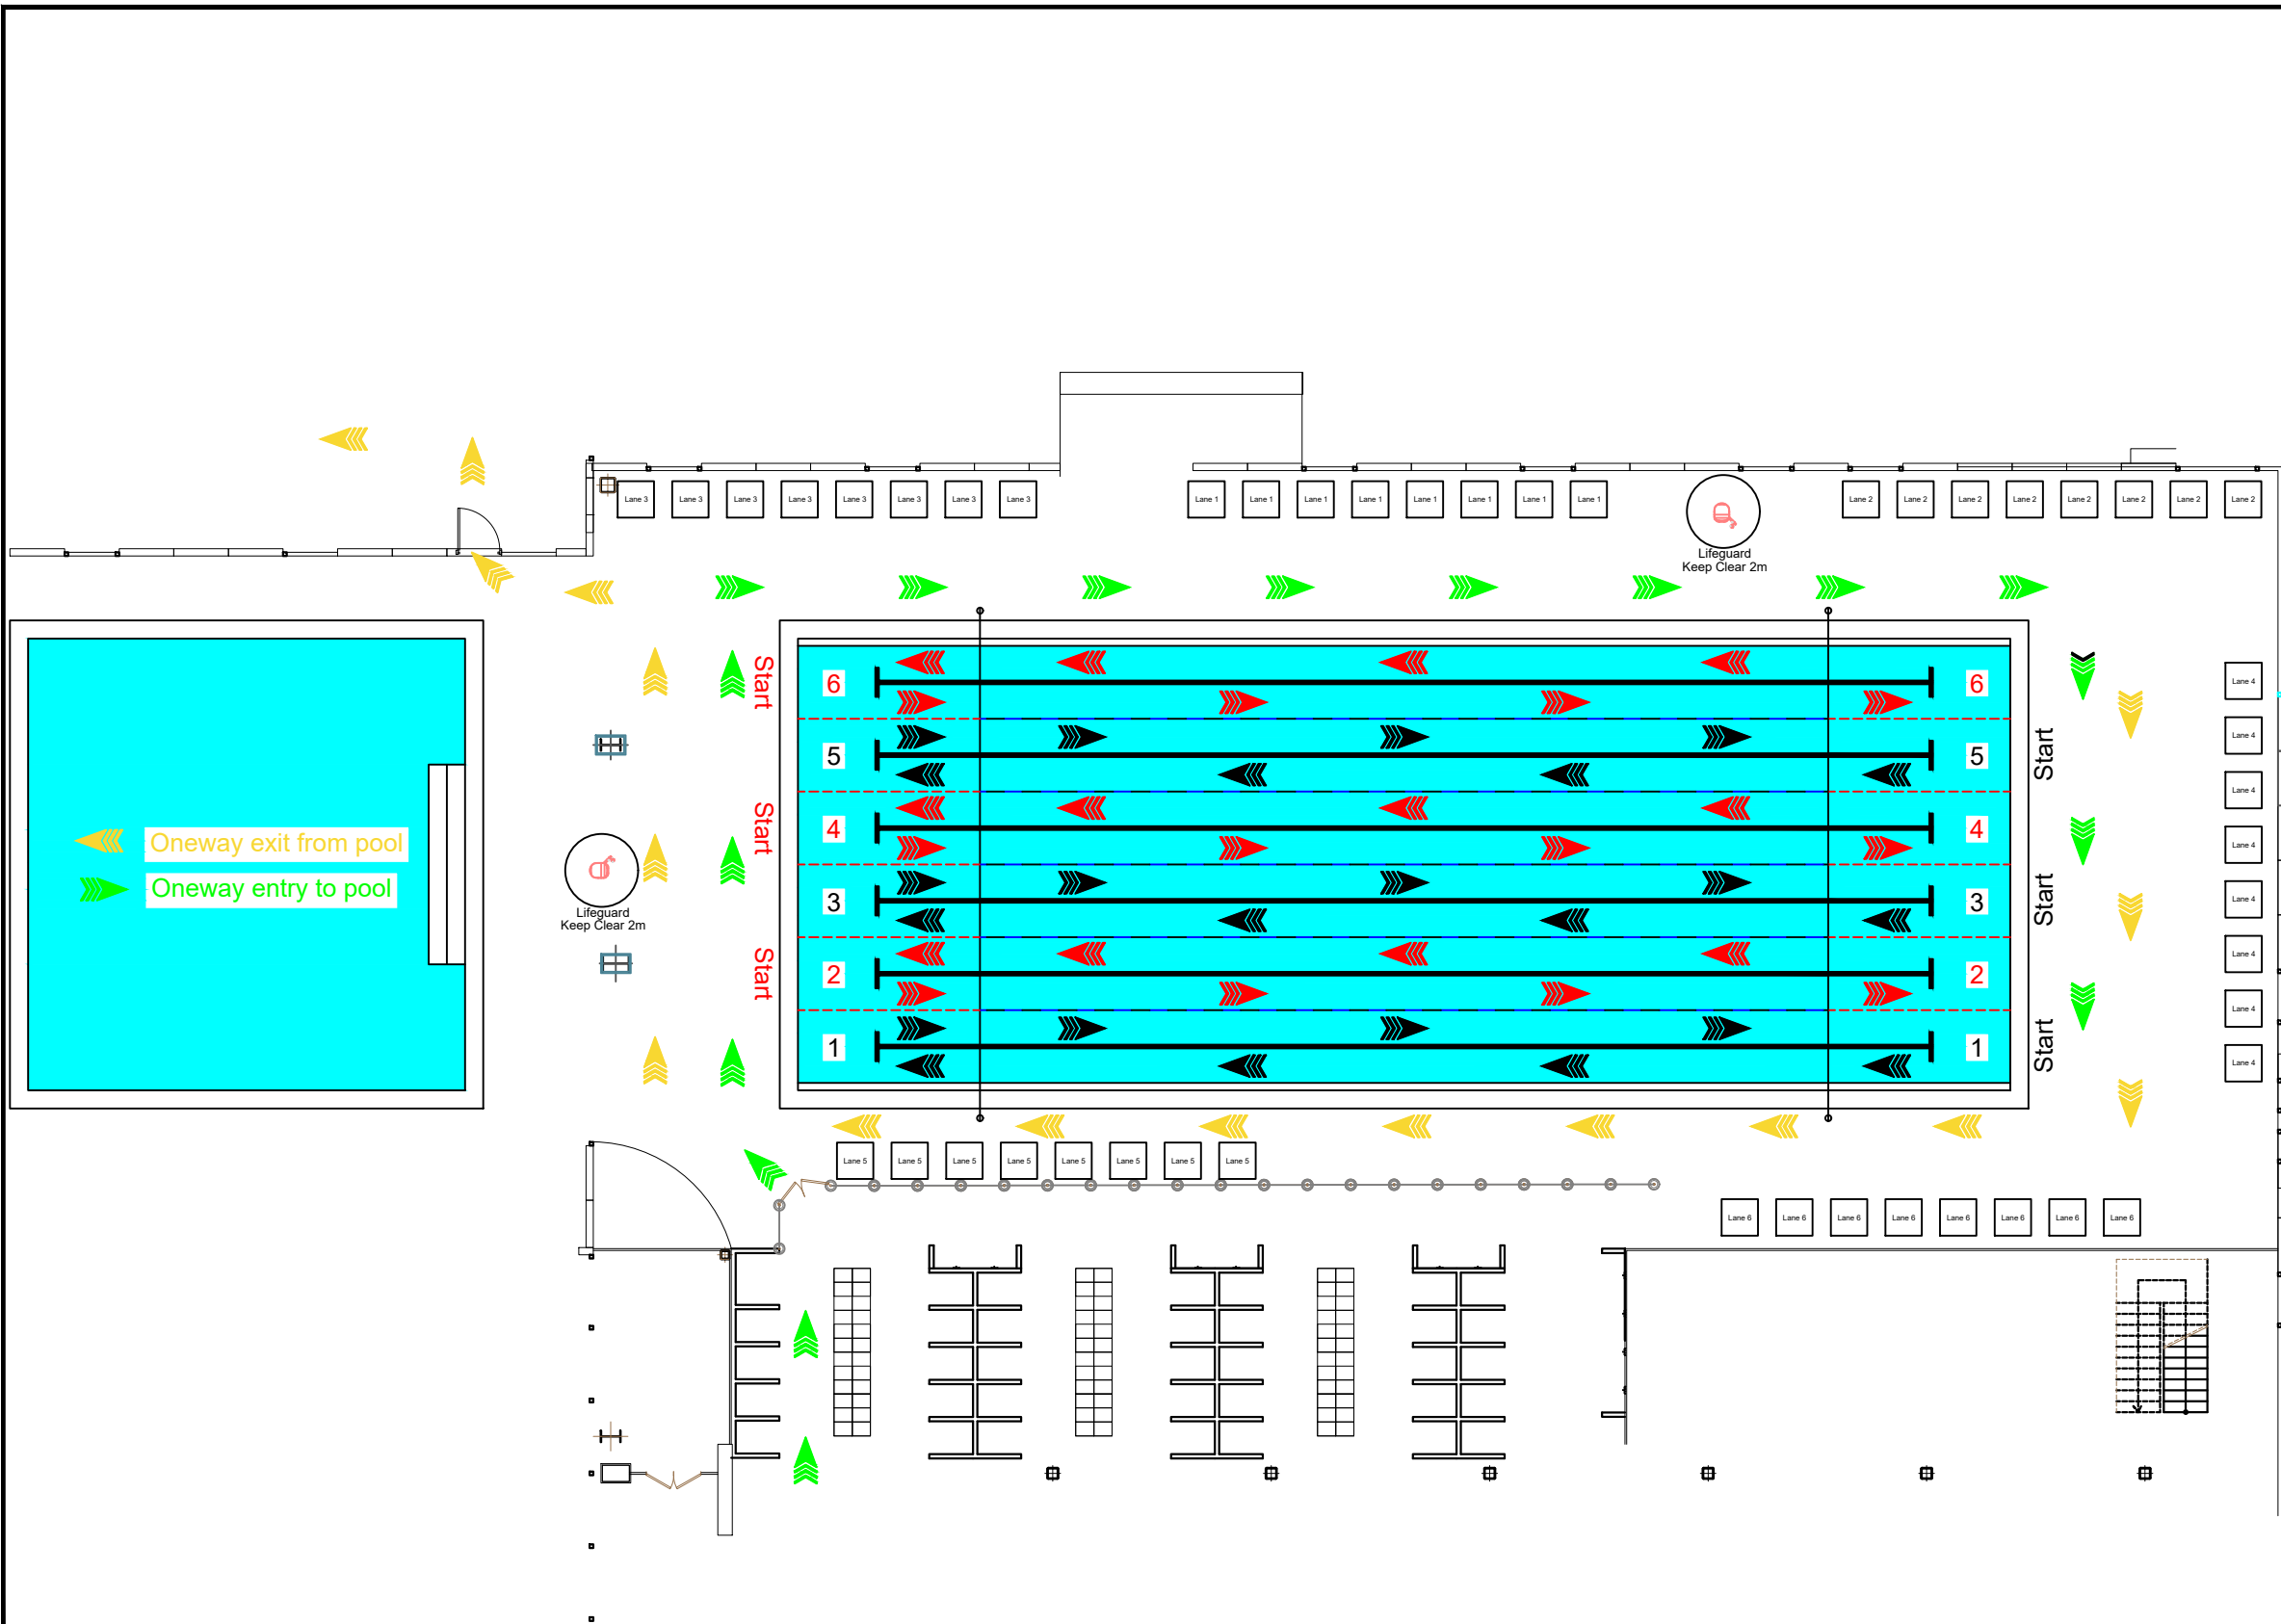 Lane 3 Lane 3 Lane 3 Lane 3 Lane 3 Lane 3 Lane 3 Lane 3 Lane 1 Lane 1 Lane 1 Lane 1 Lane 1 Lane 1 Lane 1 Lane 1 Lane 2 Lane 2 Lane 2 Lane 2 Lane 2 Lane 2 Lane 2 Lane 2
Lifeguard
Keep Clear 2m
Start 6 6 Lane 4
5 5 Start Lane 4
Lane 4
Start 4 4 Lane 4
Oneway exit from pool
Oneway entry to pool
3 3 Start Lane 4
Lifeguard
Keep Clear 2m
Lane 4
Start 2 2
Lane 4
1 1 Start Lane 4
Lane 5 Lane 5 Lane 5 Lane 5 Lane 5 Lane 5 Lane 5 Lane 5
Lane 6 Lane 6 Lane 6 Lane 6 Lane 6 Lane 6 Lane 6 Lane 6